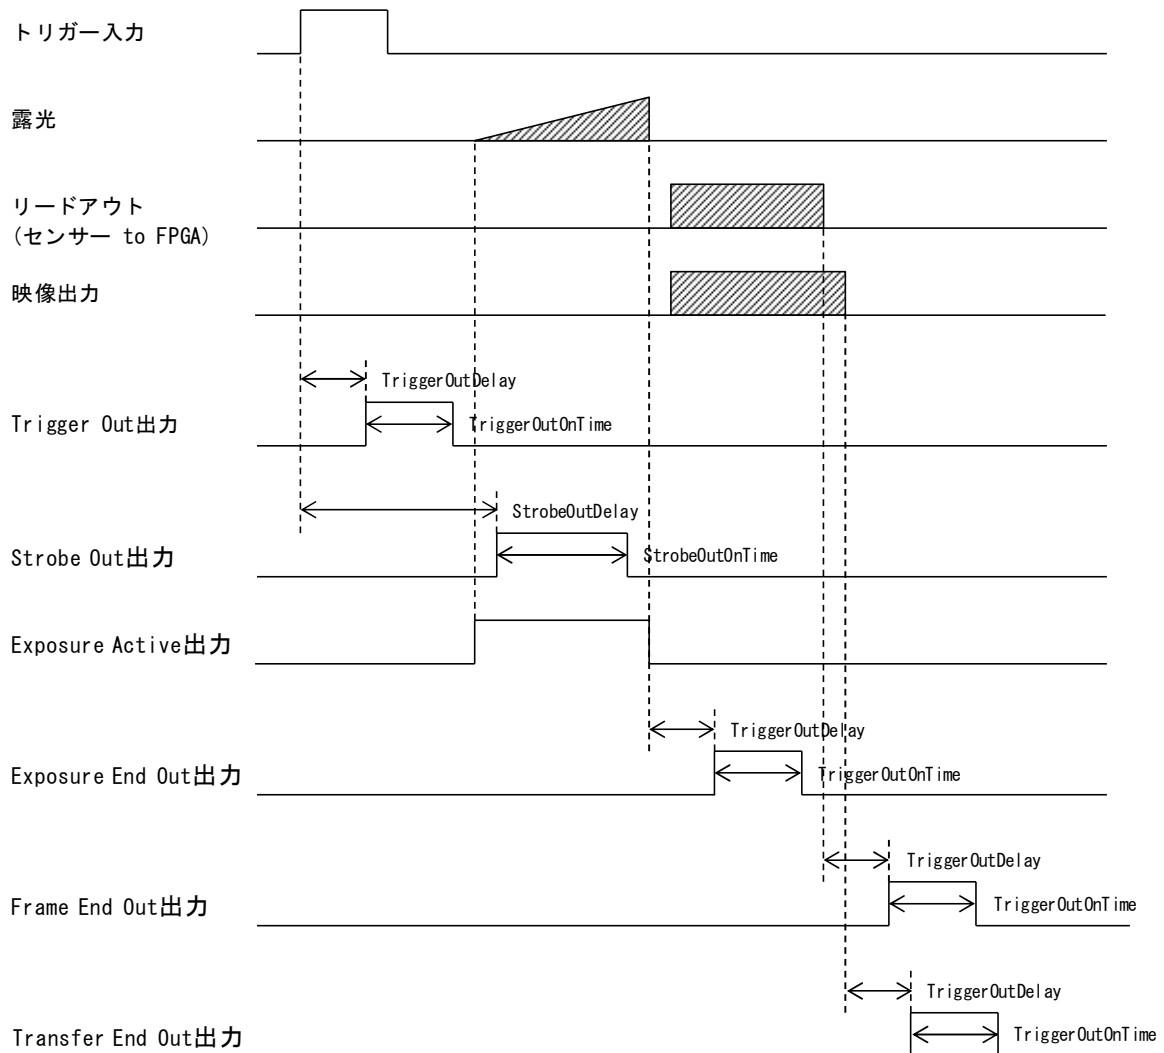 トリガー入力
露光
リードアウト
(センサー to FPGA)
映像出力
TriggerOutDelay
Trigger Out出力
TriggerOutOnTime
StrobeOutDelay
Strobe Out出力
StrobeOutOnTime
Exposure Active出力
TriggerOutDelay
Exposure End Out出力
TriggerOutOnTime
TriggerOutDelay
Frame End Out出力
TriggerOutOnTime
TriggerOutDelay
Transfer End Out出力
TriggerOutOnTime